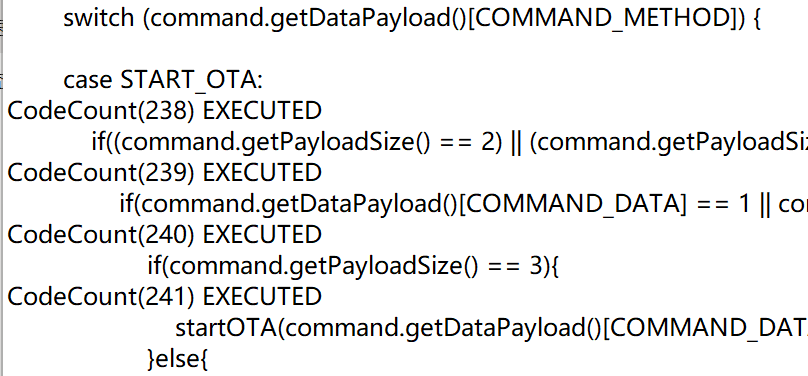 switch (command.getDataPayload()[COMMAND_METHOD]) {
case START_OTA:
CodeCount(238) EXECUTED
if((command.getPayloadSize() == 2) || (command.getPayloadSi
CodeCount(239) EXECUTED
if(command.getDataPayload()[COMMAND_DATA] == 1 || co
CodeCount(240) EXECUTED
if(command.getPayloadSize() == 3){
CodeCount(241) EXECUTED
startOTA(command.getDataPayload()[COMMAND_DAT
}else{